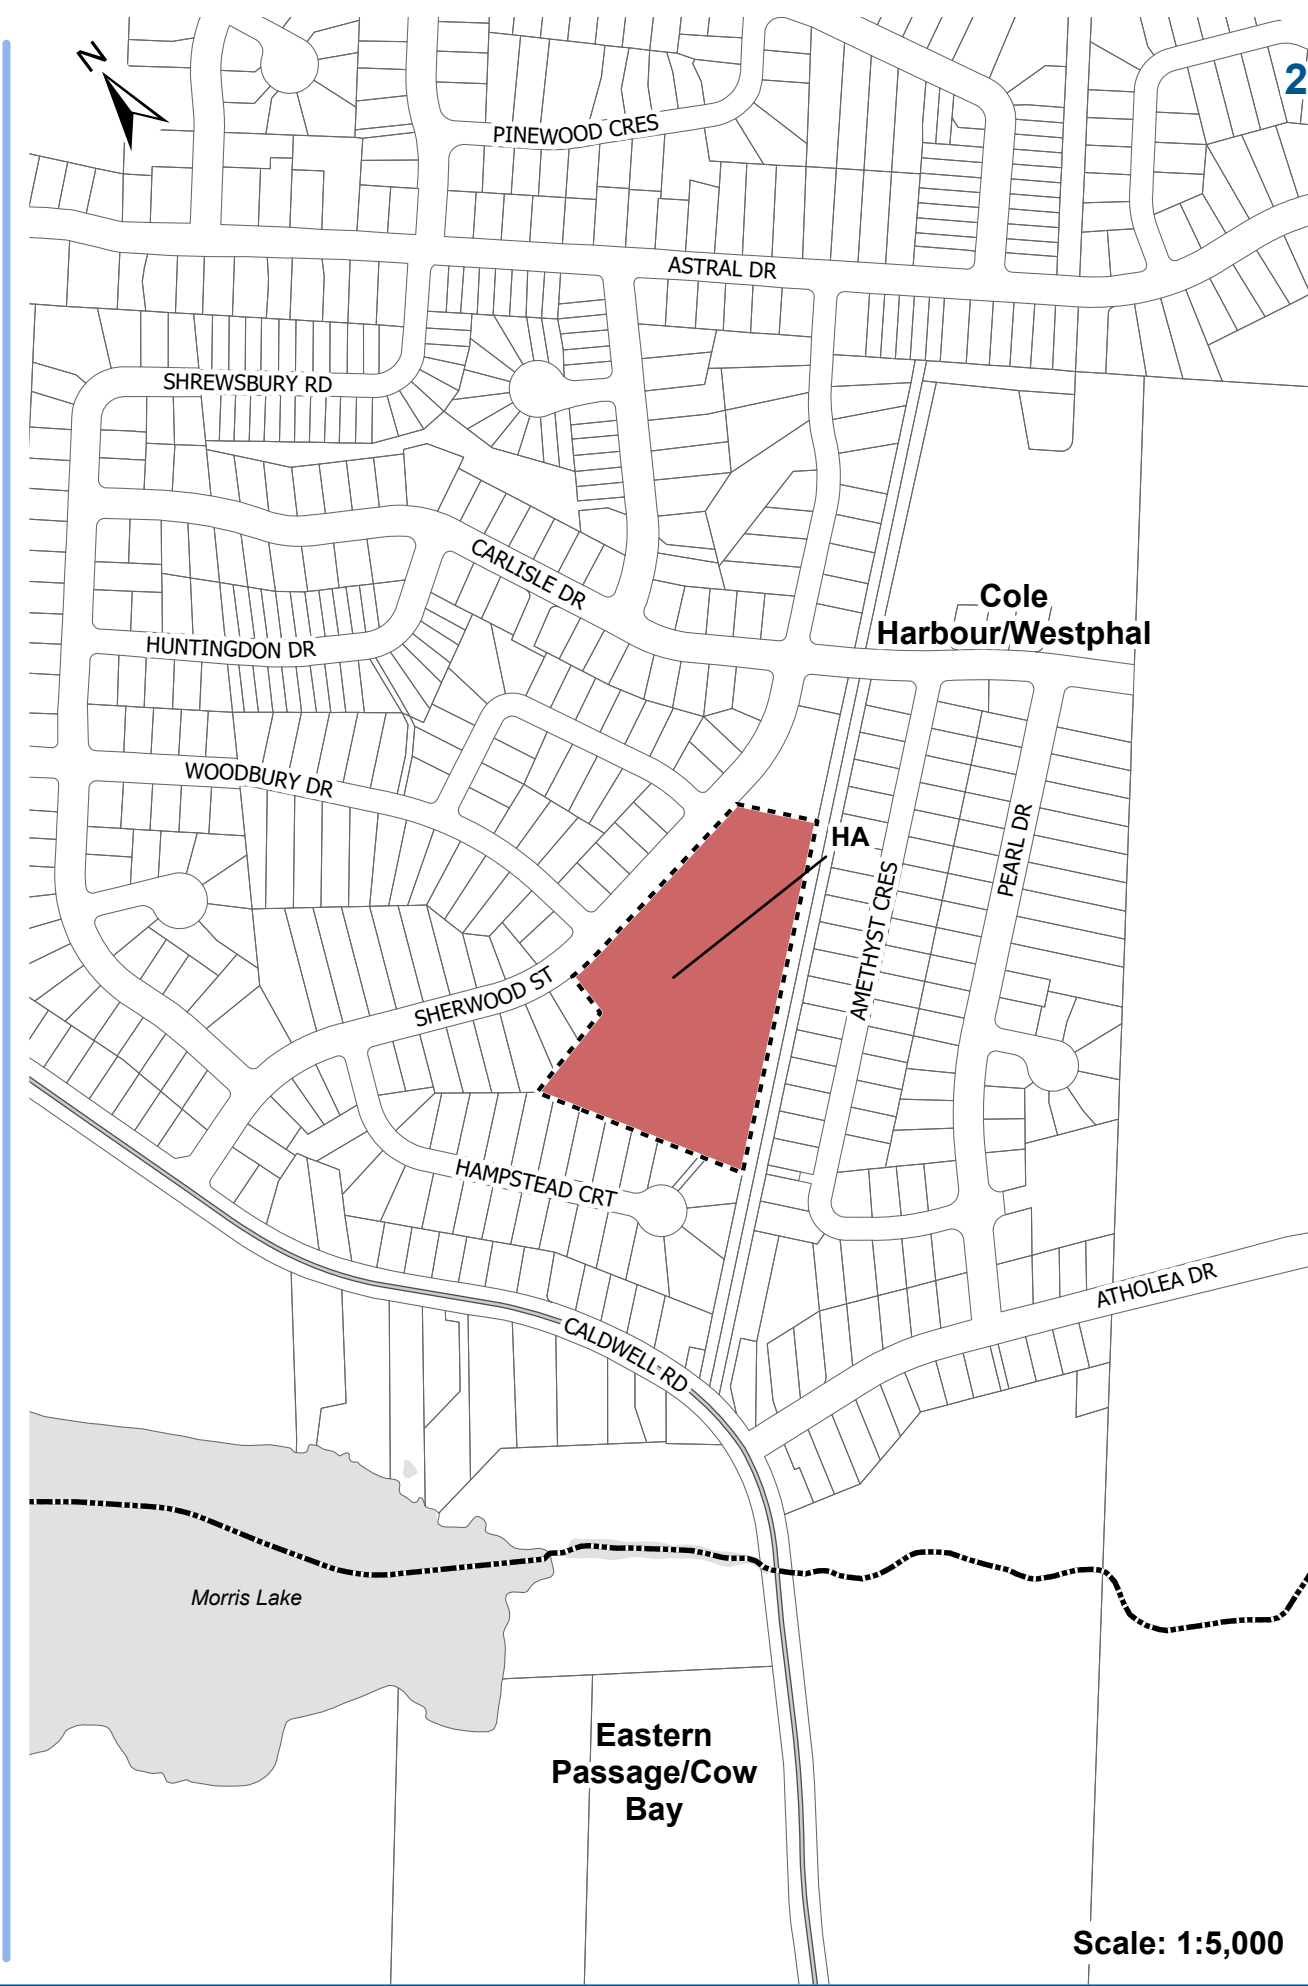 N
2
PINEWOOD CRES
ASTRAL DR
SHREWSBURY RD
CARLISLE DR
Cole
Harbour/Westphal
HUNTINGDON DR
WOODBURY DR
HA
PEARL DR
AMETHYST CRES
SHERWOOD ST
HAMPSTEAD CRT
ATHOLEA DR
CALDWELL RD
Morris Lake
Eastern
Passage/Cow
Bay
Scale: 1:5,000